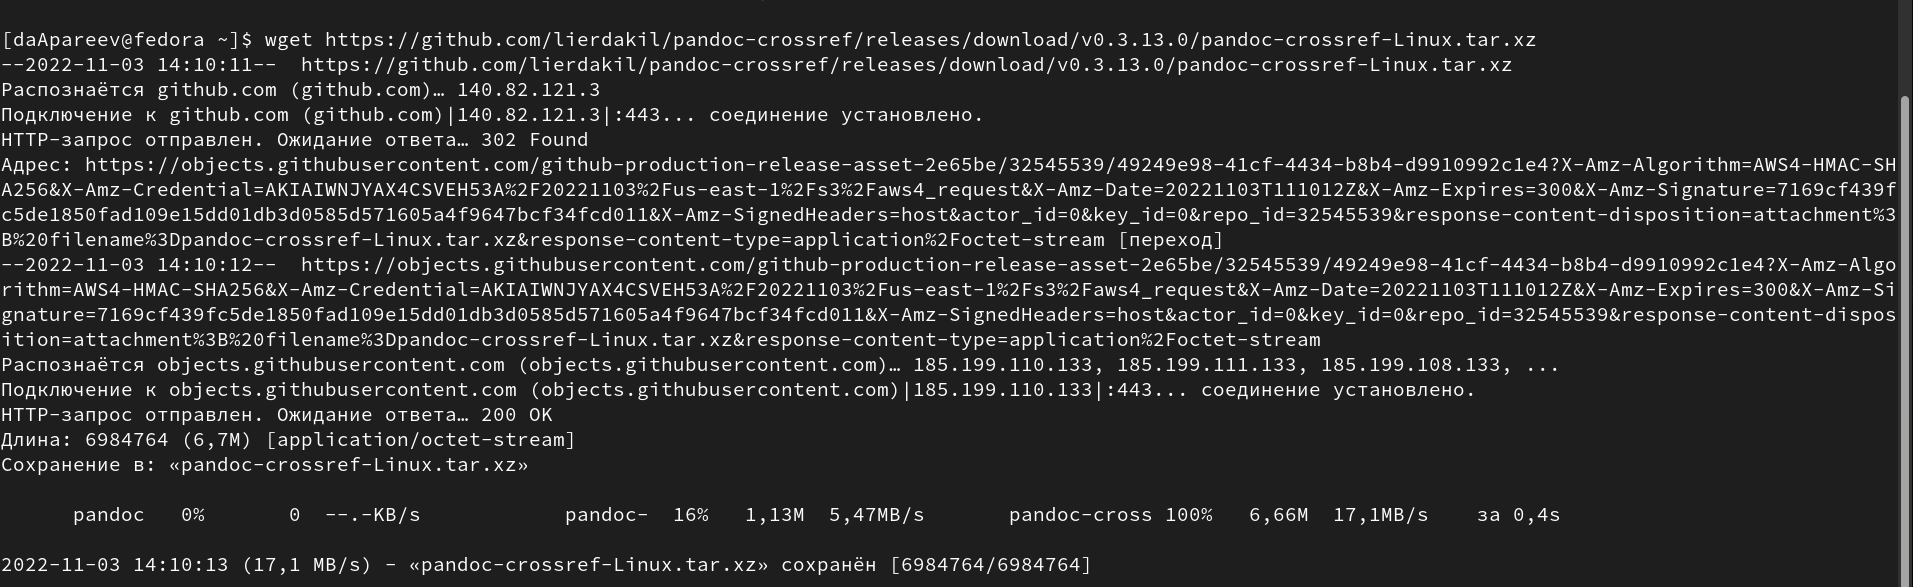 [daApareev@fedora ~]$ wget https://github.com/lierdakil/pandoc-crossref/releases/download/v0.3.13.0/pandoc-crossref-Linux.tar.xz
--2022-11-03 14:10:11--  https://github.com/lierdakil/pandoc-crossref/releases/download/v0.3.13.0/pandoc-crossref-Linux.tar.xz
Распознаётся github.com (github.com)… 140.82.121.3
Подключение к github.com (github.com)|140.82.121.3|:443... соединение установлено.
HTTP-запрос отправлен. Ожидание ответа… 302 Found
Адрес: https://objects.githubusercontent.com/github-production-release-asset-2e65be/32545539/49249e98-41cf-4434-b8b4-d9910992c1e4?X-Amz-Algorithm=AWS4-HMAC-SH
A256&X-Amz-Credential=AKIAIWNJYAX4CSVEH53A%2F20221103%2Fus-east-1%2Fs3%2Faws4_request&X-Amz-Date=20221103T111012Z&X-Amz-Expires=300&X-Amz-Signature=7169cf439f
c5de1850fad109e15dd01db3d0585d571605a4f9647bcf34fcd011&X-Amz-SignedHeaders=host&actor_id=0&key_id=0&repo_id=32545539&response-content-disposition=attachment%3
B%20filename%3Dpandoc-crossref-Linux.tar.xz&response-content-type=application%2Foctet-stream [переход]
--2022-11-03 14:10:12--  https://objects.githubusercontent.com/github-production-release-asset-2e65be/32545539/49249e98-41cf-4434-b8b4-d9910992c1e4?X-Amz-Algo
rithm=AWS4-HMAC-SHA256&X-Amz-Credential=AKIAIWNJYAX4CSVEH53A%2F20221103%2Fus-east-1%2Fs3%2Faws4_request&X-Amz-Date=20221103T111012Z&X-Amz-Expires=300&X-Amz-Si
gnature=7169cf439fc5de1850fad109e15dd01db3d0585d571605a4f9647bcf34fcd011&X-Amz-SignedHeaders=host&actor_id=0&key_id=0&repo_id=32545539&response-content-dispos
ition=attachment%3B%20filename%3Dpandoc-crossref-Linux.tar.xz&response-content-type=application%2Foctet-stream
Распознаётся objects.githubusercontent.com (objects.githubusercontent.com)… 185.199.110.133, 185.199.111.133, 185.199.108.133, ...
Подключение к objects.githubusercontent.com (objects.githubusercontent.com)|185.199.110.133|:443... соединение установлено.
HTTP-запрос отправлен. Ожидание ответа… 200 OK
Длина: 6984764 (6,7M) [application/octet-stream]
Сохранение в: «pandoc-crossref-Linux.tar.xz»
pandoc   0%       0  --.-KB/s            pandoc-  16%   1,13M  5,47MB/s       pandoc-cross 100%   6,66M  17,1MB/s    за 0,4s
2022-11-03 14:10:13 (17,1 MB/s) - «pandoc-crossref-Linux.tar.xz» сохранён [6984764/6984764]